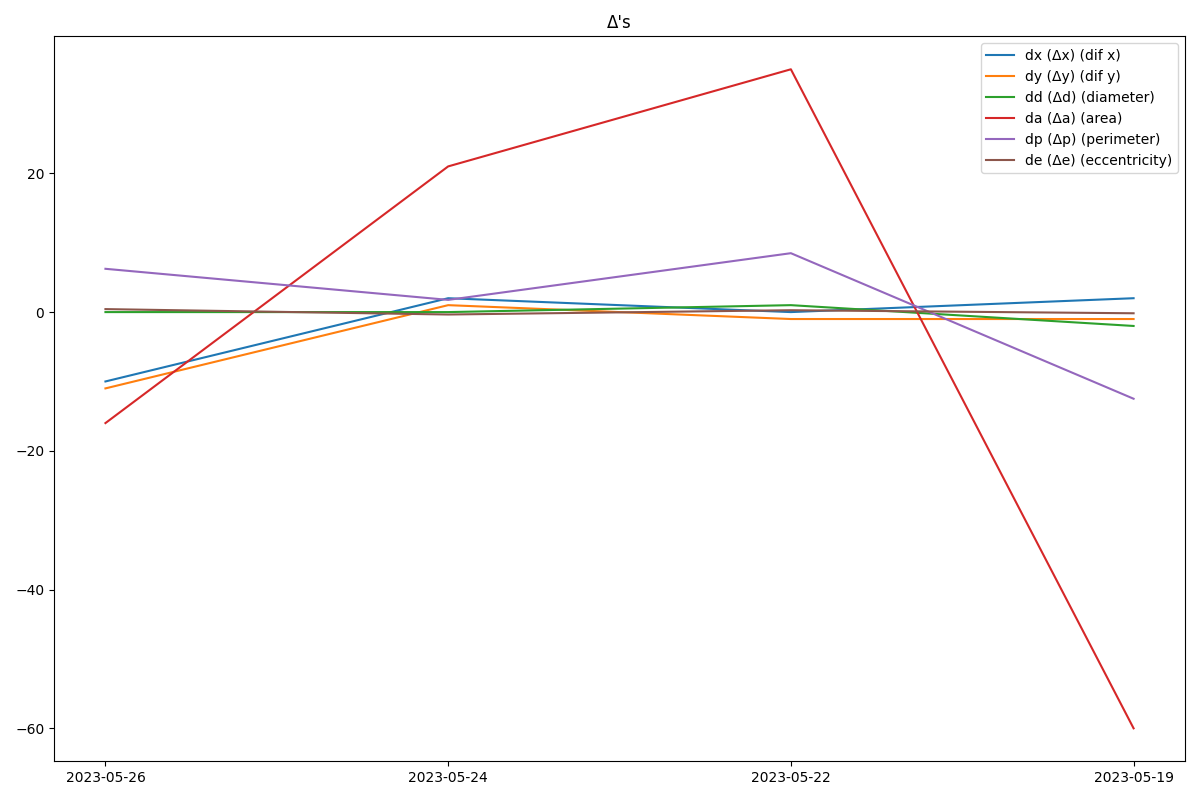 Δ's
dx (Δx) (dif x)
dy (Δy) (dif y)
dd (Δd) (diameter)
da (Δa) (area)
dp (Δp) (perimeter)
de (Δe) (eccentricity)
20
0
−20
−40
−60
2023-05-26 2023-05-24 2023-05-22 2023-05-19